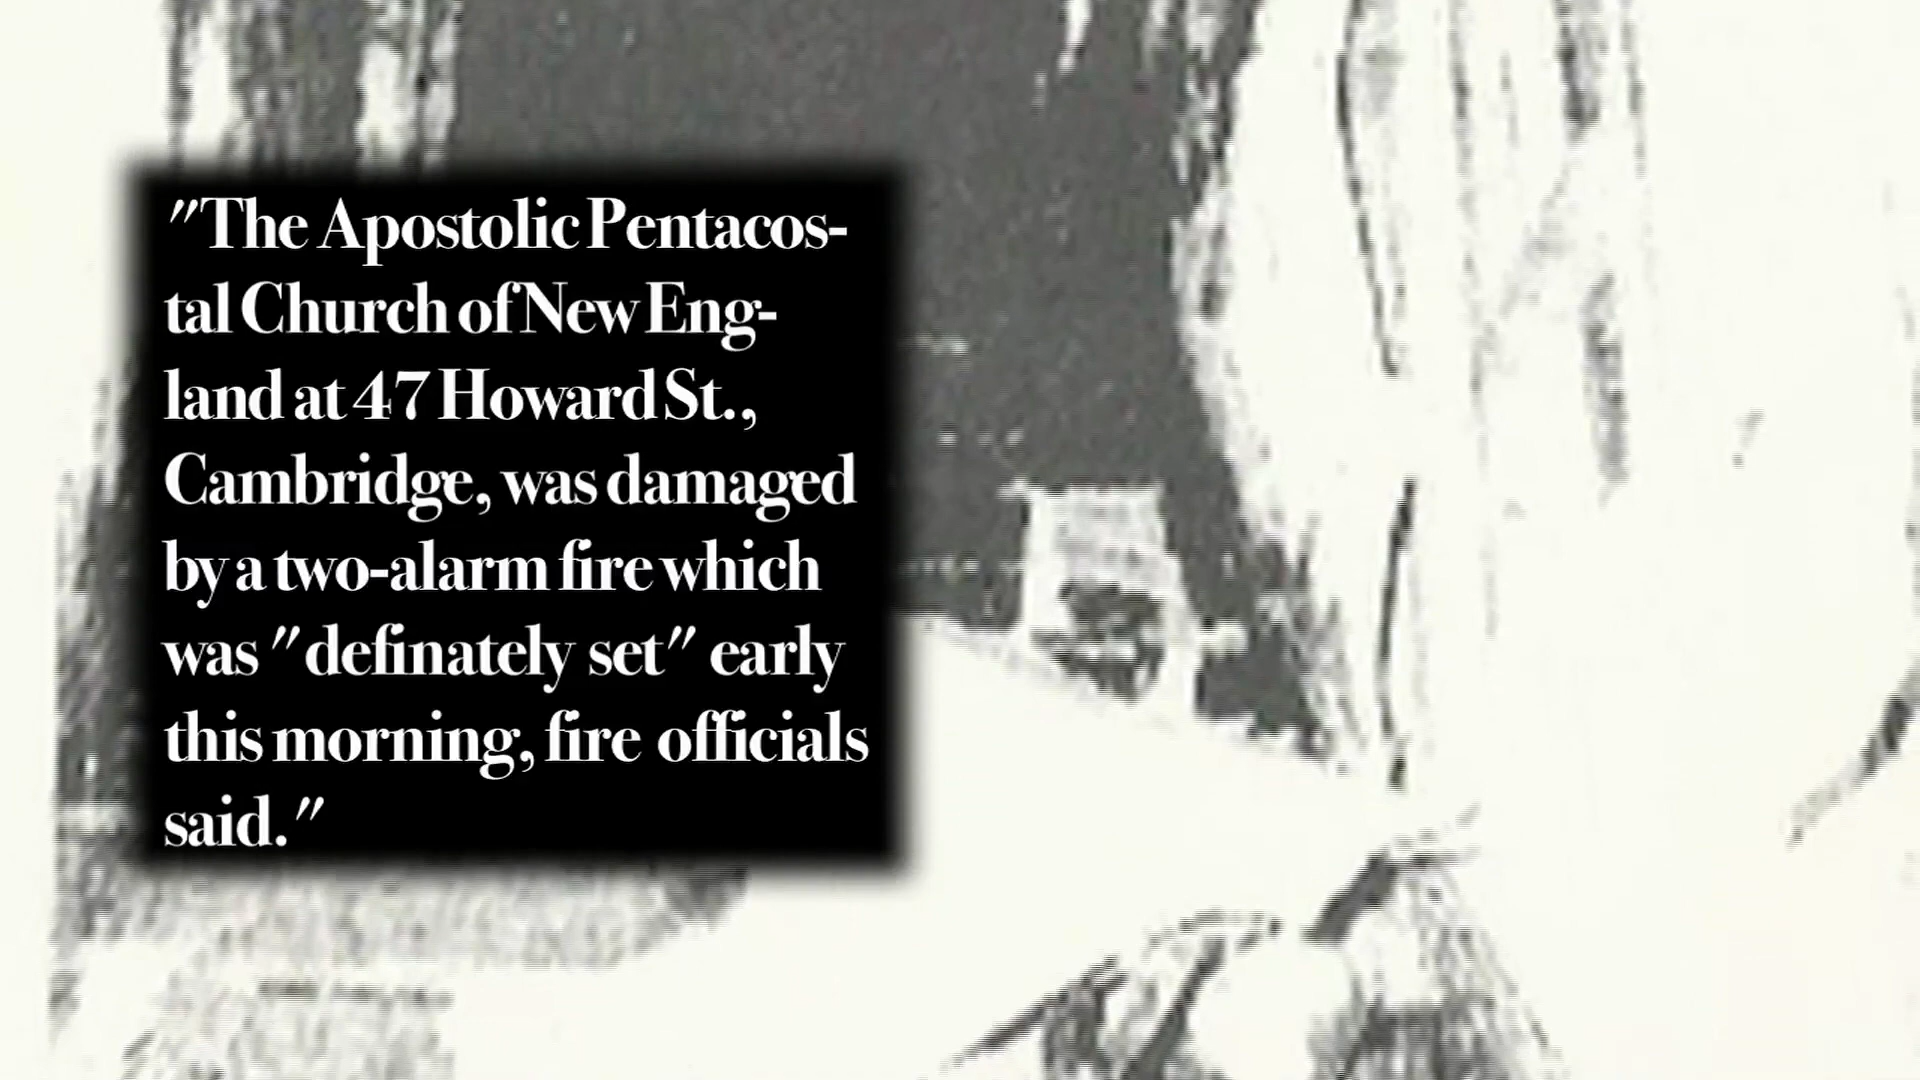 "The Apostolic Pentacos-
tal Church of New Eng-
land at 47 Howard St.,
Cambridge, was damaged
by a two-alarm fire which
was "definately set" early
this morning, fire officials
said."